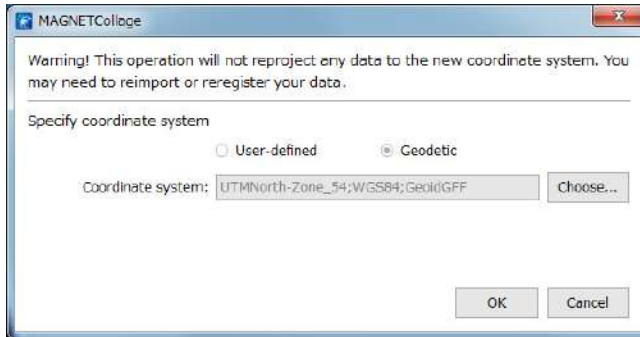 MAGNETCollage
Warning! This operation will not reproject any data to the new coordinate system. You
may need to reimport or reregister your data.
Specify coordinate system
User-defined
Geodetic
Coordinate system:
UTMNorth-Zone_54;WGS84;GeoidGFF
Choose...
OK
Cancel